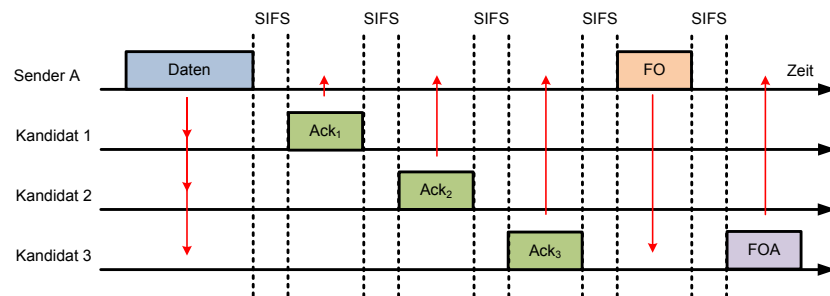 SIFS SIFS SIFS SIFS SIFS
Sender A Daten FO Zeit
Kandidat 1 Ack₁
Kandidat 2 Ack₂
Kandidat 3 Ack₃ FOA